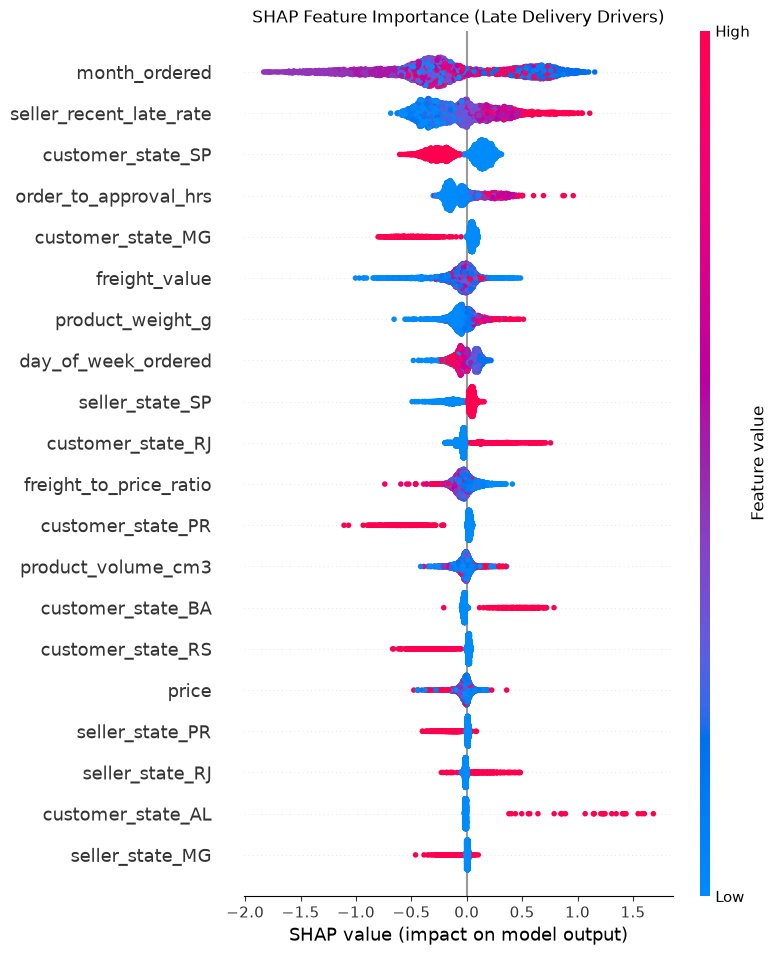 SHAP Feature Importance (Late Delivery Drivers)
High
month_ordered
seller_recent_late_rate
customer_state_SP
order_to_approval_hrs
customer_state_MG
freight_value
product_weight_g
day_of_week_ordered
seller_state_SP
customer_state_RJ
freight_to_price_ratio
customer_state_PR
product_volume_cm3
customer_state_BA
customer_state_RS
price
seller_state_PR
seller_state_RJ
customer_state_AL
seller_state_MG
Feature value
Low
−2.0 −1.5 −1.0 −0.5 0.0 0.5 1.0 1.5
SHAP value (impact on model output)